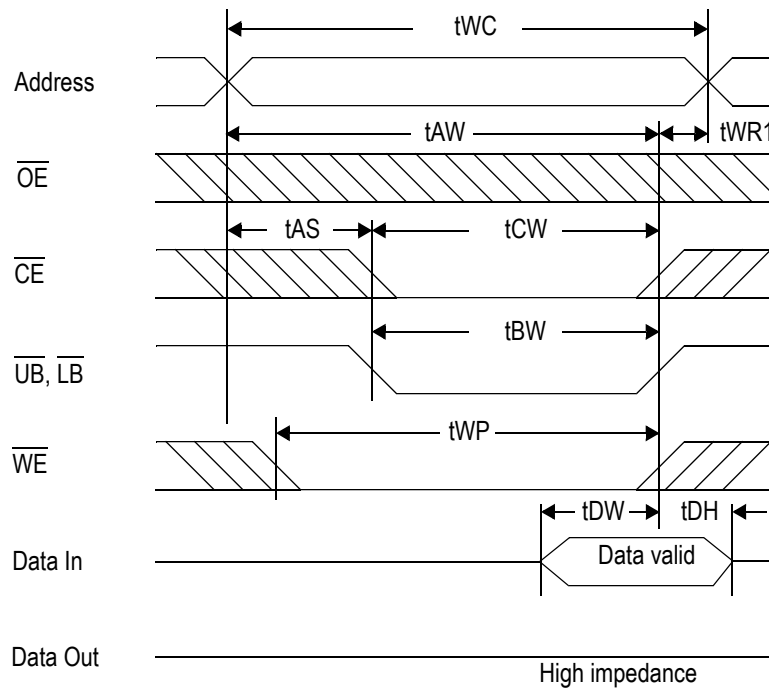 tWC
Address
tAW tWR1
OE
tAS tCW
CE
tBW
UB, LB
tWP
WE
tDW tDH
Data In Data valid
Data Out
High impedance